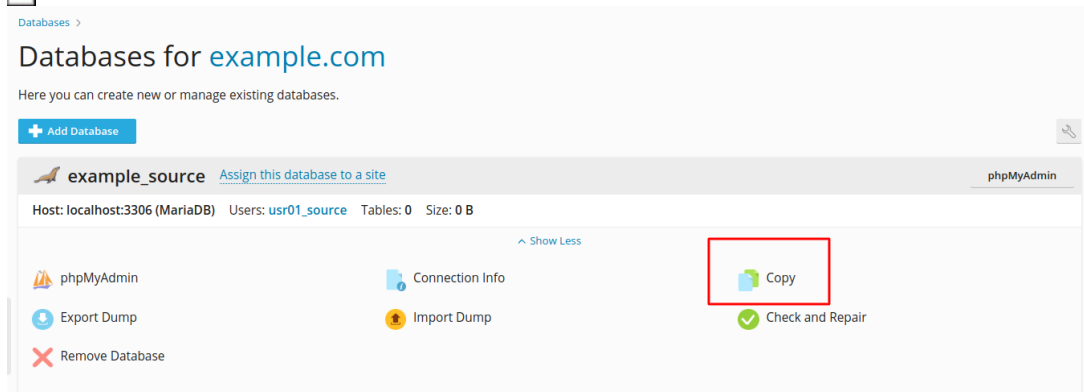 Databases >
Databases for example.com
Here you can create new or manage existing databases.
Add Database
example_source Assign this database to a site phpMyAdmin
Host: localhost:3306 (MariaDB) Users: usr01_source Tables: 0 Size: 0 B
Show Less
phpMyAdmin Connection Info Copy
Export Dump Import Dump Check and Repair
Remove Database